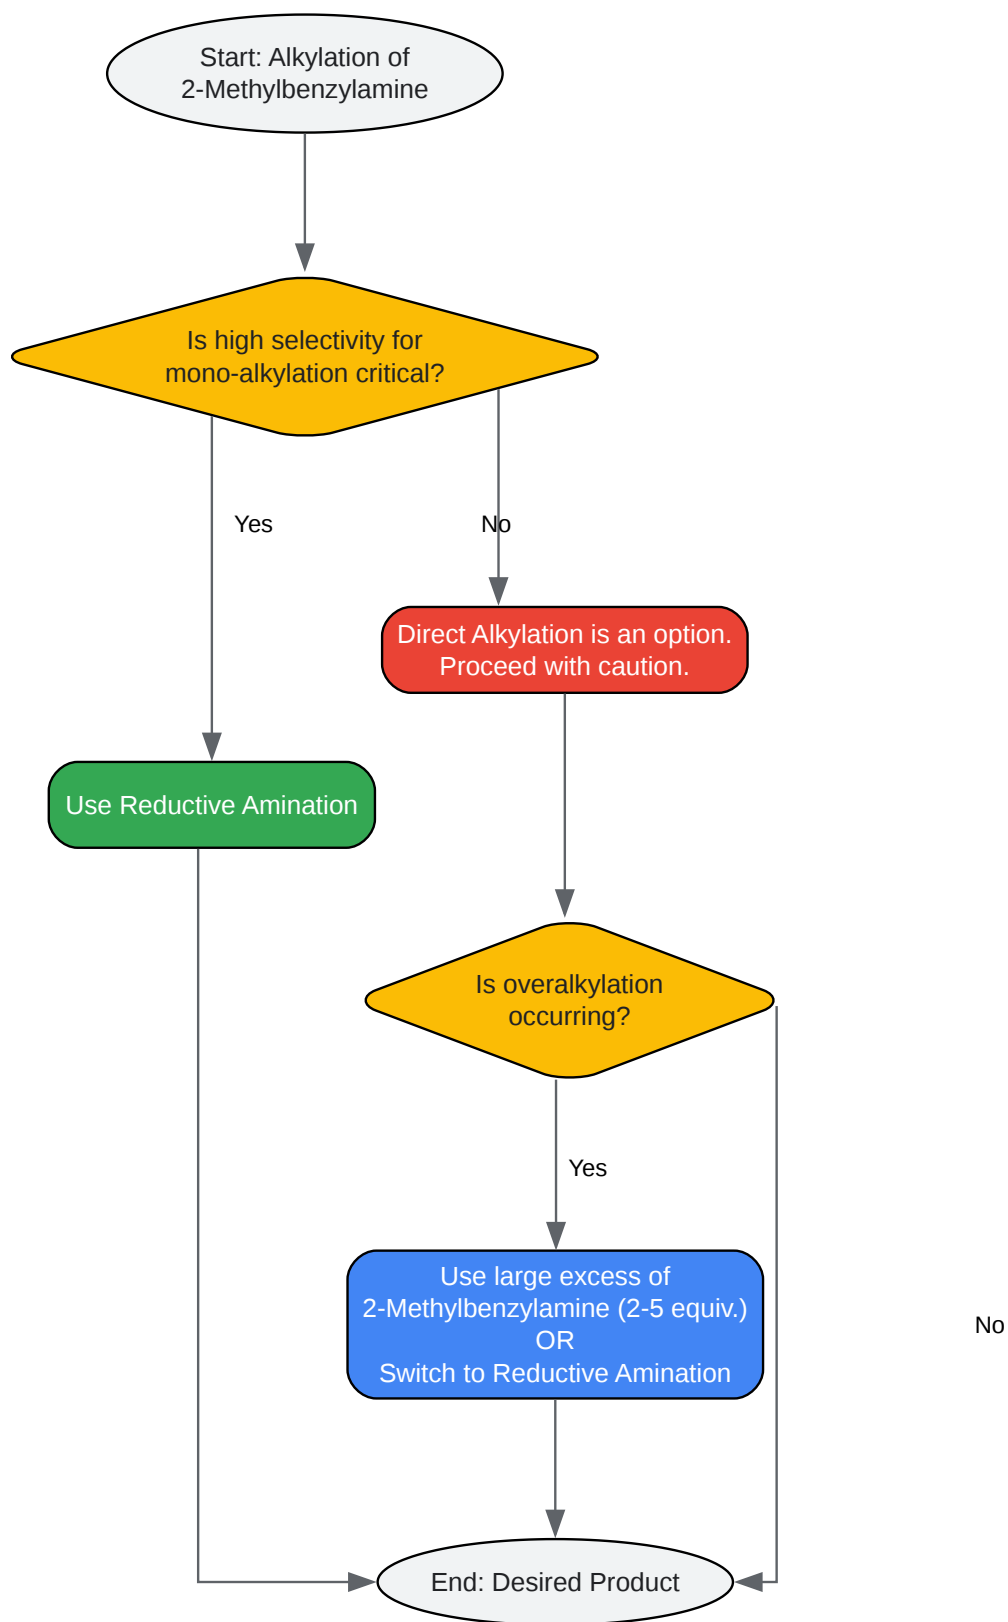 Start: Alkylation of
2-Methylbenzylamine
Is high selectivity for
mono-alkylation critical?
Yes
No
Direct Alkylation is an option.
Proceed with caution.
Use Reductive Amination
Is overalkylation
occurring?
Yes
Use large excess of
2-Methylbenzylamine (2-5 equiv.)
OR
Switch to Reductive Amination
No
End: Desired Product